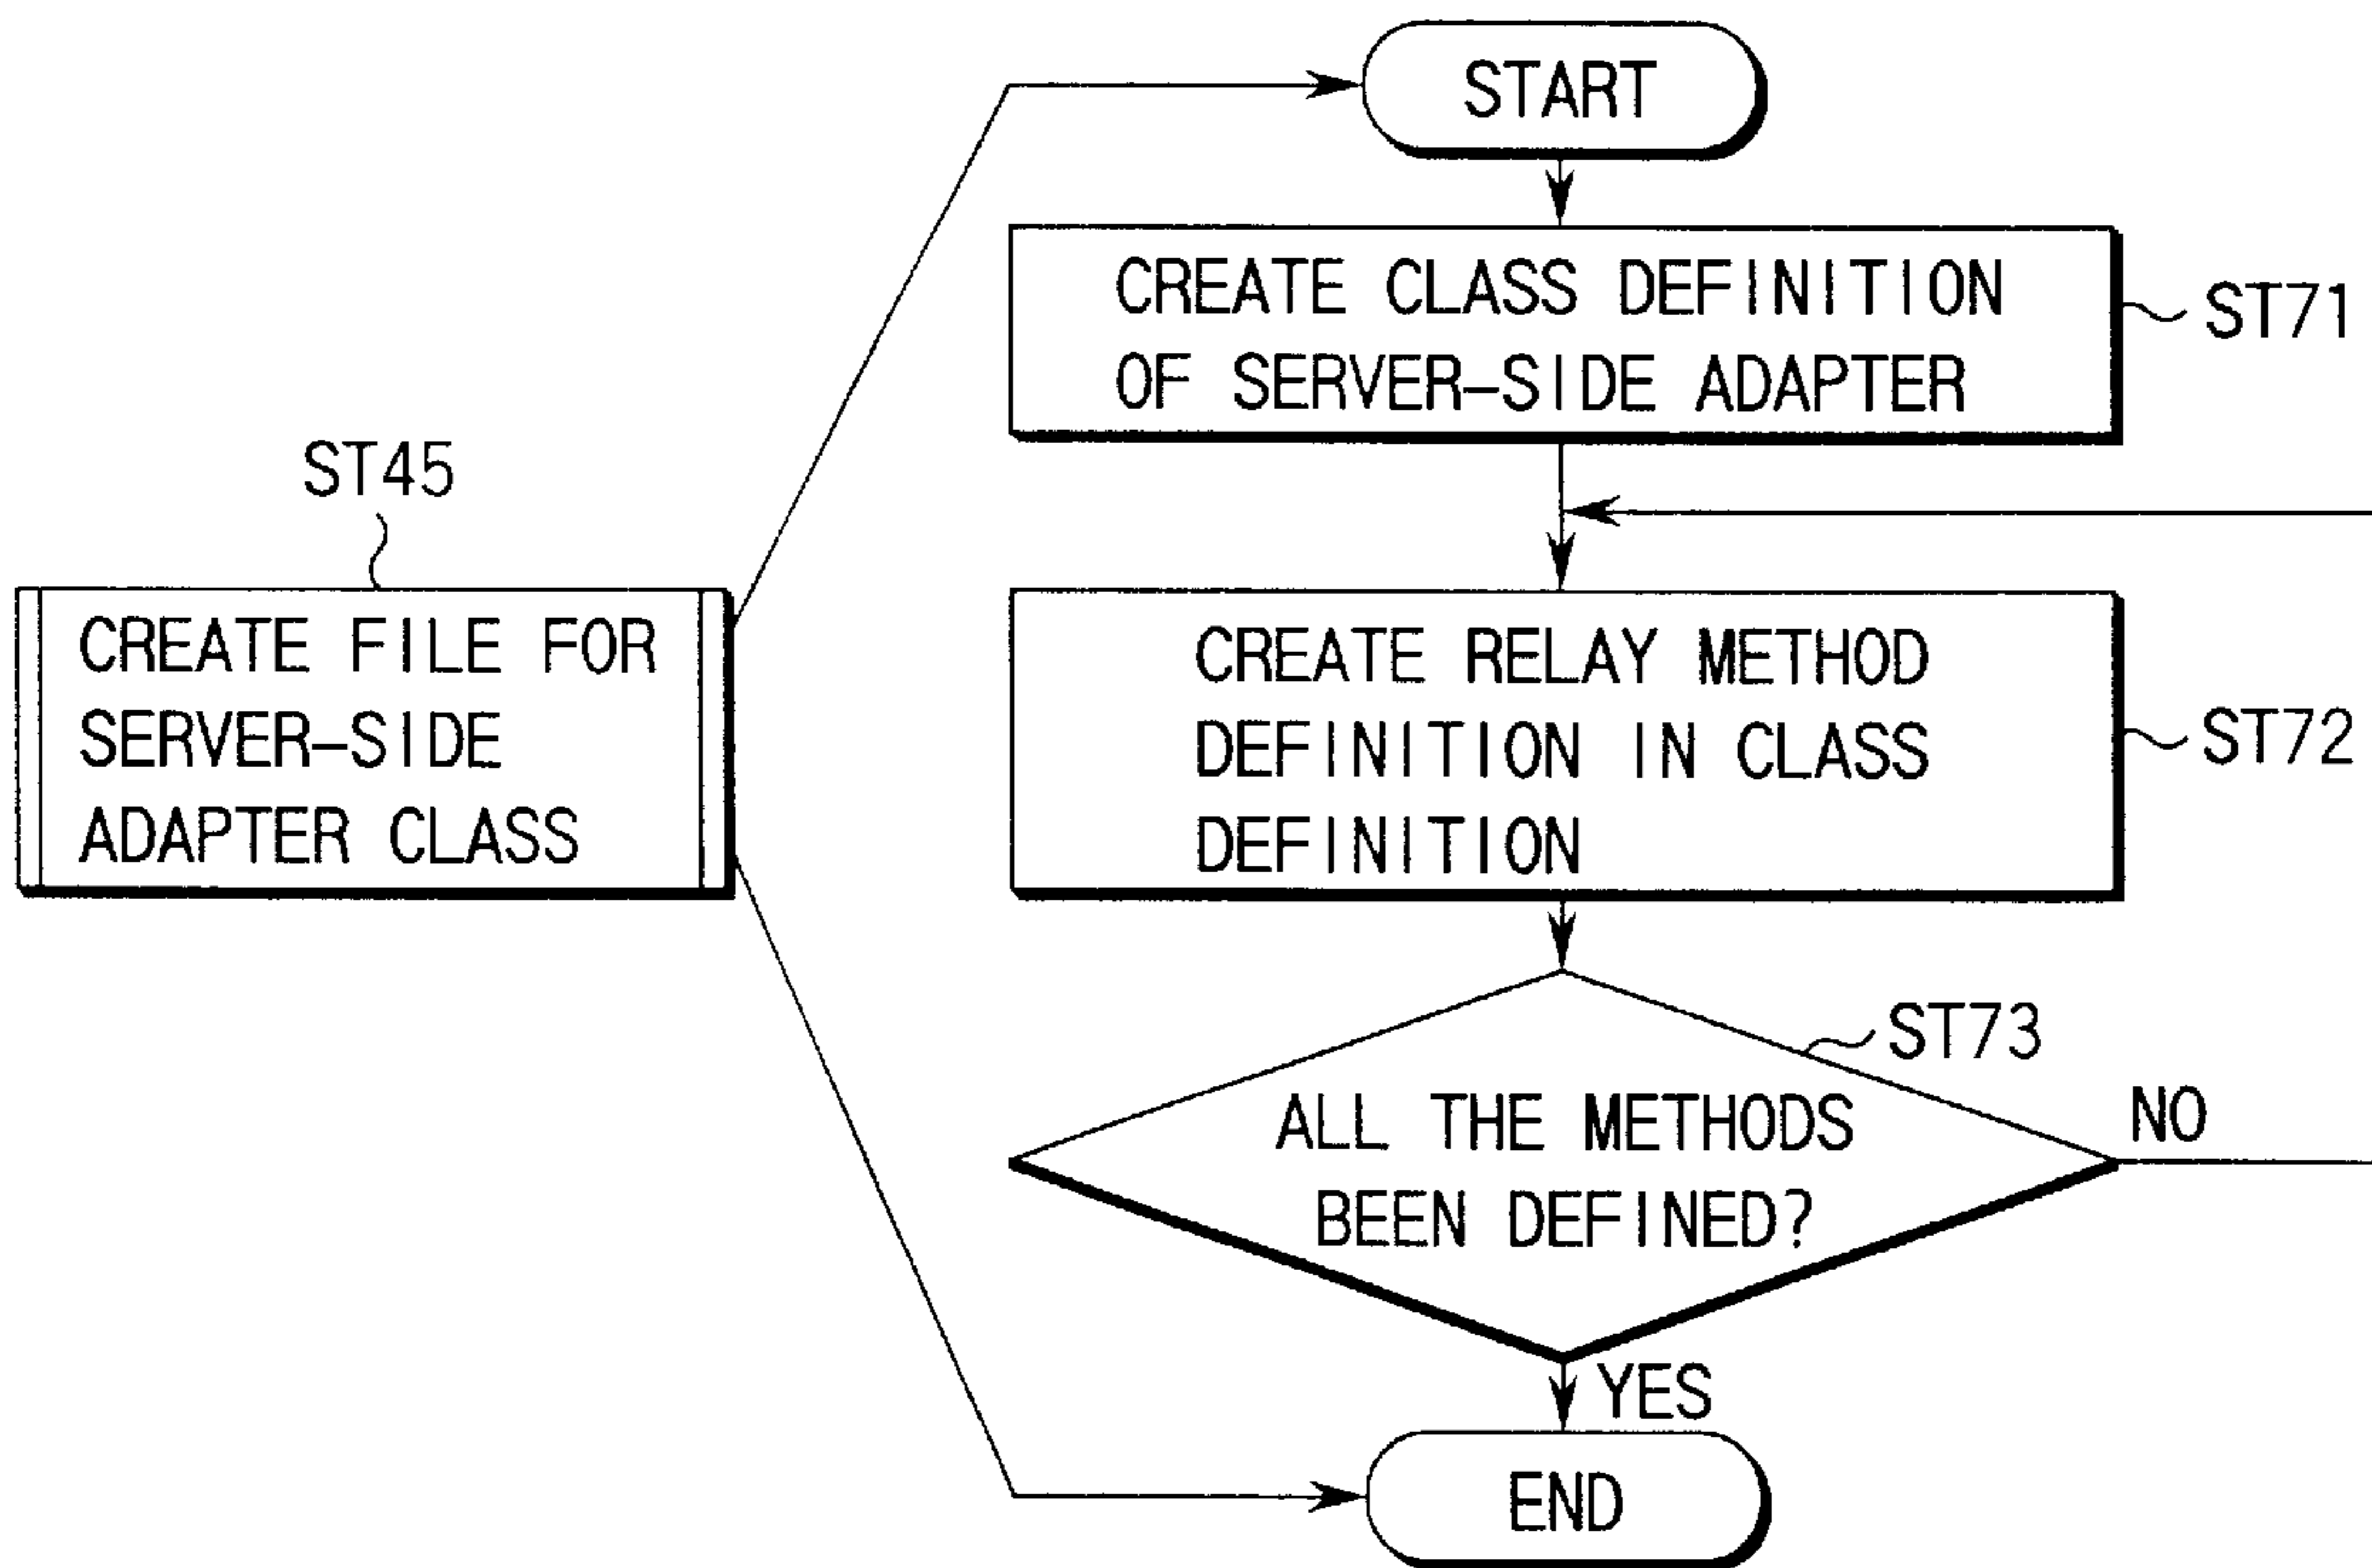 START
CREATE CLASS DEFINITION
OF SERVER-SIDE ADAPTER
ST71
ST45
CREATE FILE FOR
SERVER-SIDE
ADAPTER CLASS
CREATE RELAY METHOD
DEFINITION IN CLASS
DEFINITION
ST72
ST73
ALL THE METHODS
BEEN DEFINED?
NO
YES
END